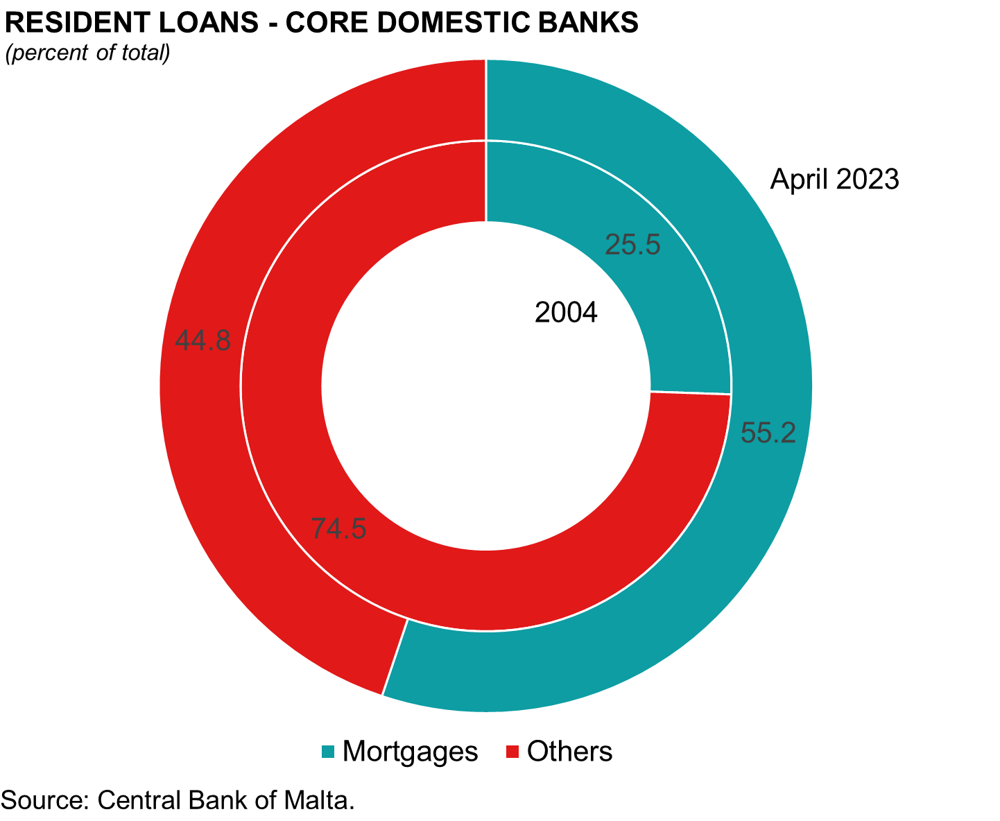 RESIDENT LOANS - CORE DOMESTIC BANKS
(percent of total)
April 2023
25.5
2004
44.8
55.2
74.5
Mortgages
Others
Source: Central Bank of Malta.